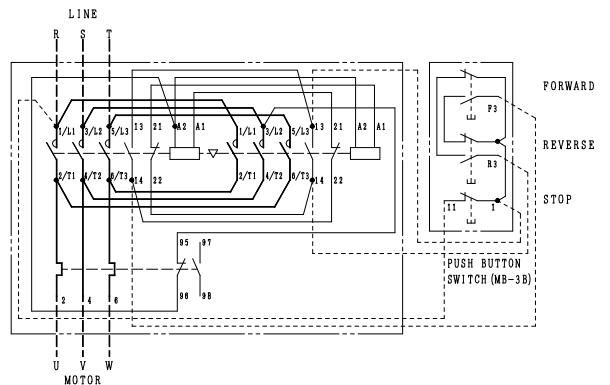 LINE
R S T
1/L1 3/L2 5/L3 13 21 A2 A1 1/L1 3/L2 5/L3 13 21 A2 A1
2/T1 4/T2 6/T3 14 22 2/T1 4/T2 6/T3 14 22
95 97
96 98
2 4 6
U V W
MOTOR
FORWARD
F3
REVERSE
R3
STOP
11 1
PUSH BUTTON
SWITCH (MB-3B)